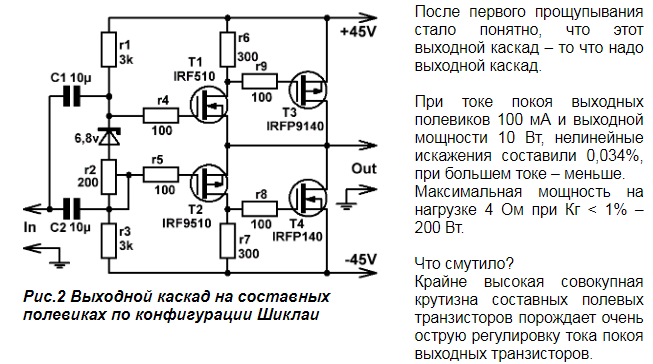 r1
3k
C1 10µ
6,8v
r2
200
In
C2 10µ
r3
3k
r4
100
r5
100
T1
IRF510
T2
IRF9510
r6
300
r9
100
T3
IRFP9140
r8
100
T4
IRFP140
r7
300
+45V
Out
-45V
Рис.2 Выходной каскад на составных
полевиках по конфигурации Шиклаи
После первого прощупывания
стало понятно, что этот
выходной каскад – то что надо
выходной каскад.
При токе покоя выходных
полевиков 100 мА и выходной
мощности 10 Вт, нелинейные
искажения составили 0,034%,
при большем токе – меньше.
Максимальная мощность на
нагрузке 4 Ом при Кг < 1% –
200 Вт.
Что смутило?
Крайне высокая совокупная
крутизна составных полевых
транзисторов порождает очень
острую регулировку тока покоя
выходных транзисторов.